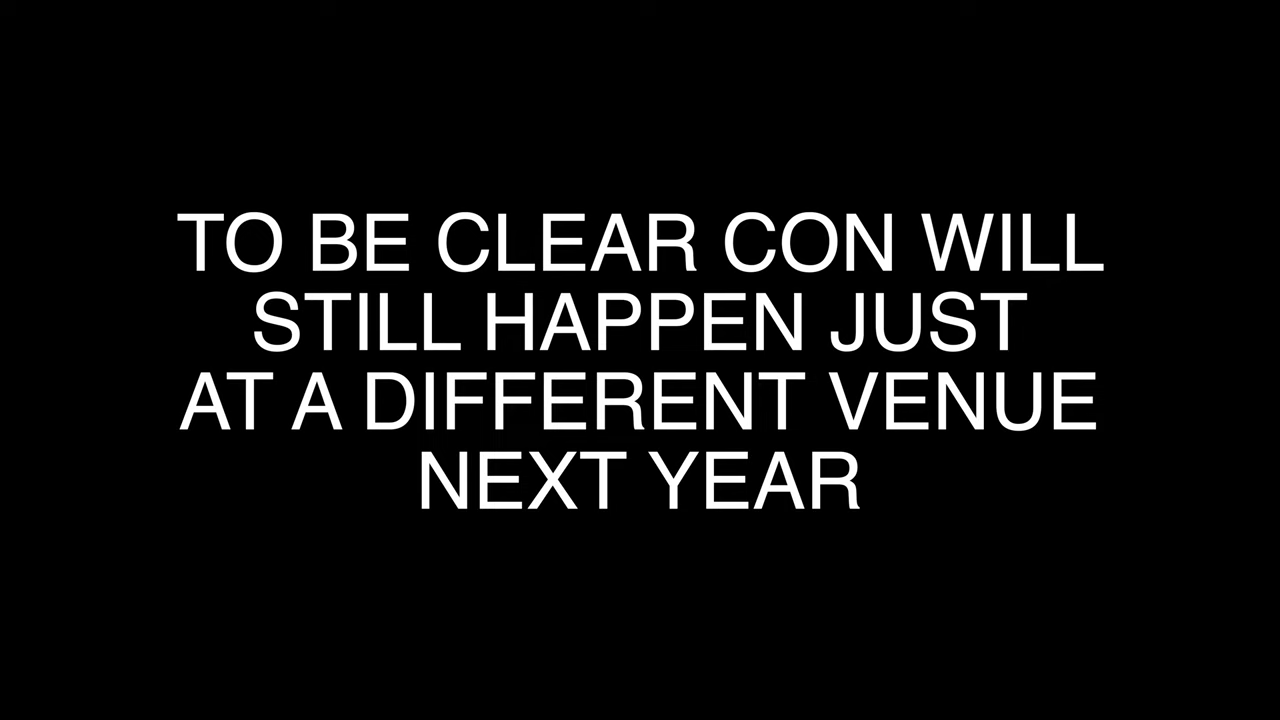 TO BE CLEAR CON WILL
STILL HAPPEN JUST
AT A DIFFERENT VENUE
NEXT YEAR